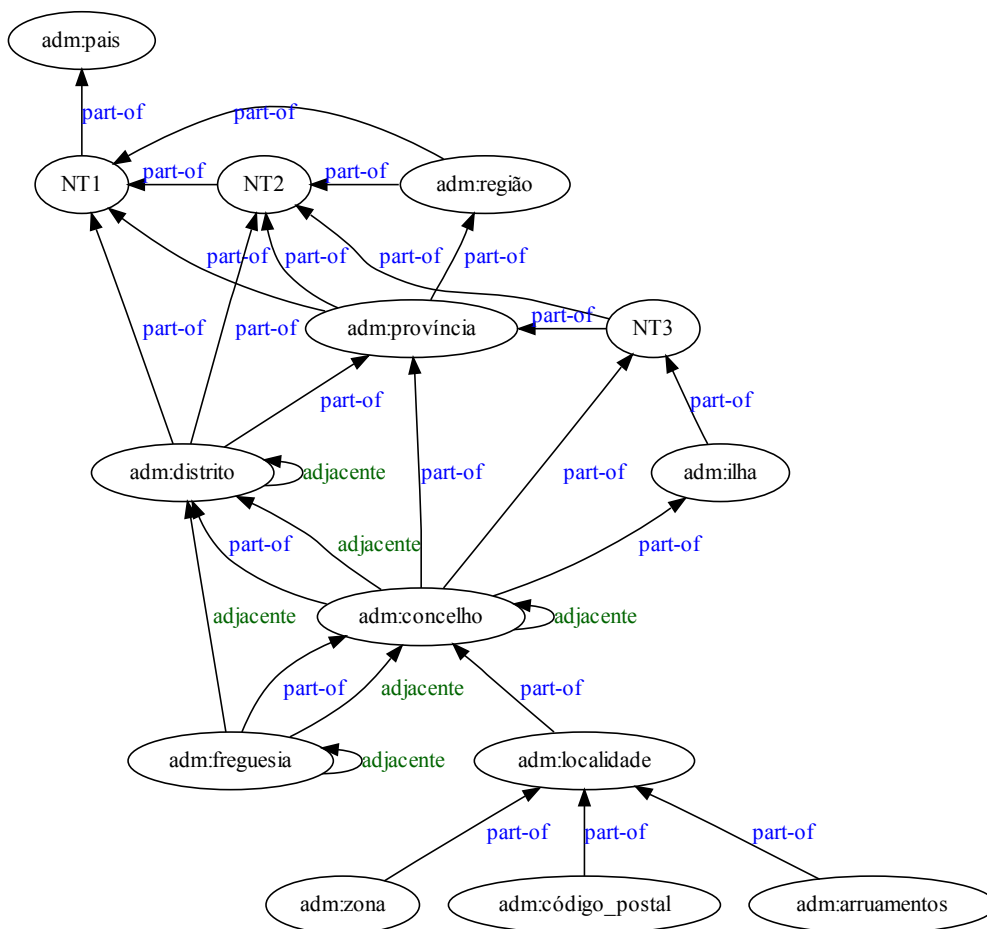 adm:pais
part-of part-of
part-of part-of
NT1 NT2 adm:região
part-of part-of part-of part-of
part-of part-of part-of
adm:província NT3
part-of part-of
adm:distrito adjacente adm:ilha
part-of part-of
part-of adjacente part-of
adjacente adm:concelho adjacente
part-of adjacente part-of
adm:freguesia adjacente adm:localidade
part-of part-of part-of
adm:zona adm:código_postal adm:arruamentos